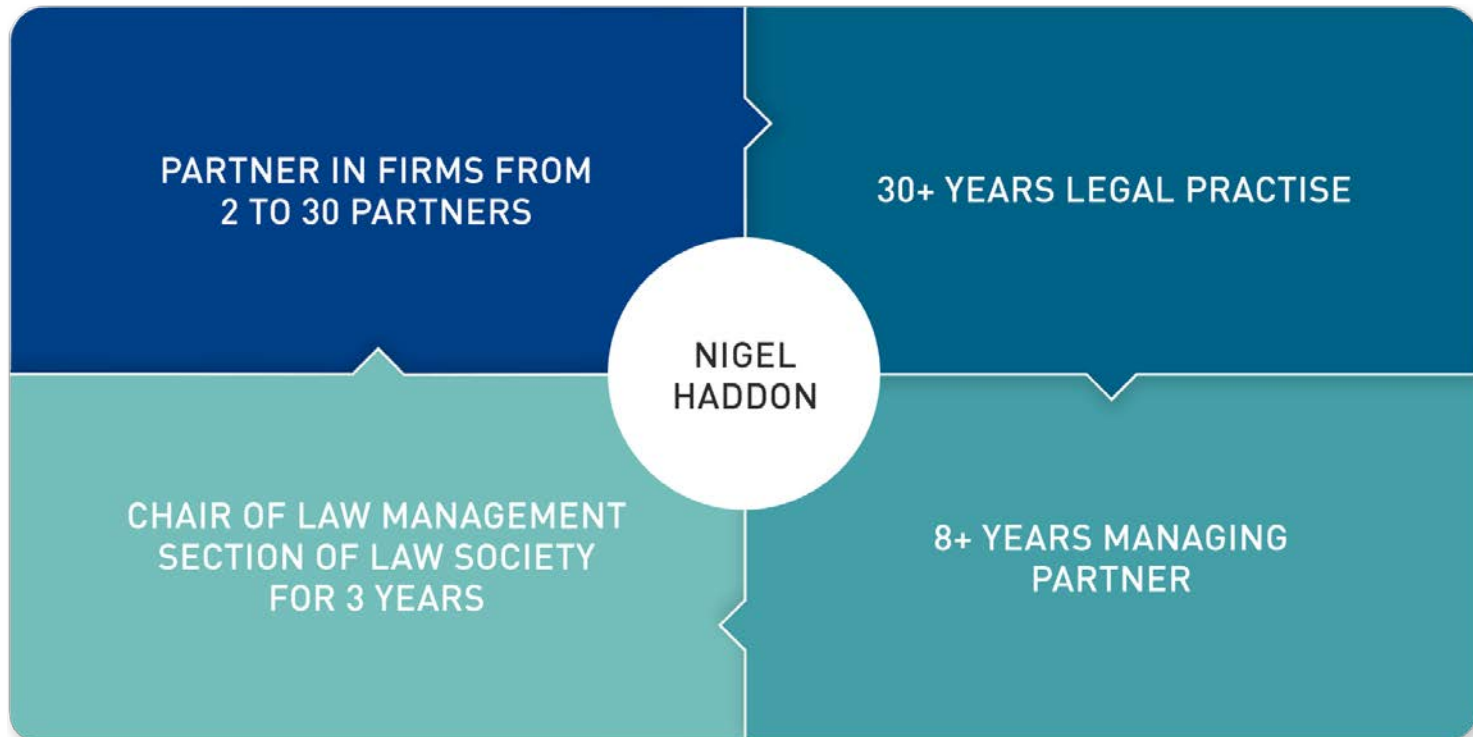 PARTNER IN FIRMS FROM
2 TO 30 PARTNERS
30+ YEARS LEGAL PRACTISE
NIGEL
HADDON
CHAIR OF LAW MANAGEMENT
SECTION OF LAW SOCIETY
FOR 3 YEARS
8+ YEARS MANAGING
PARTNER